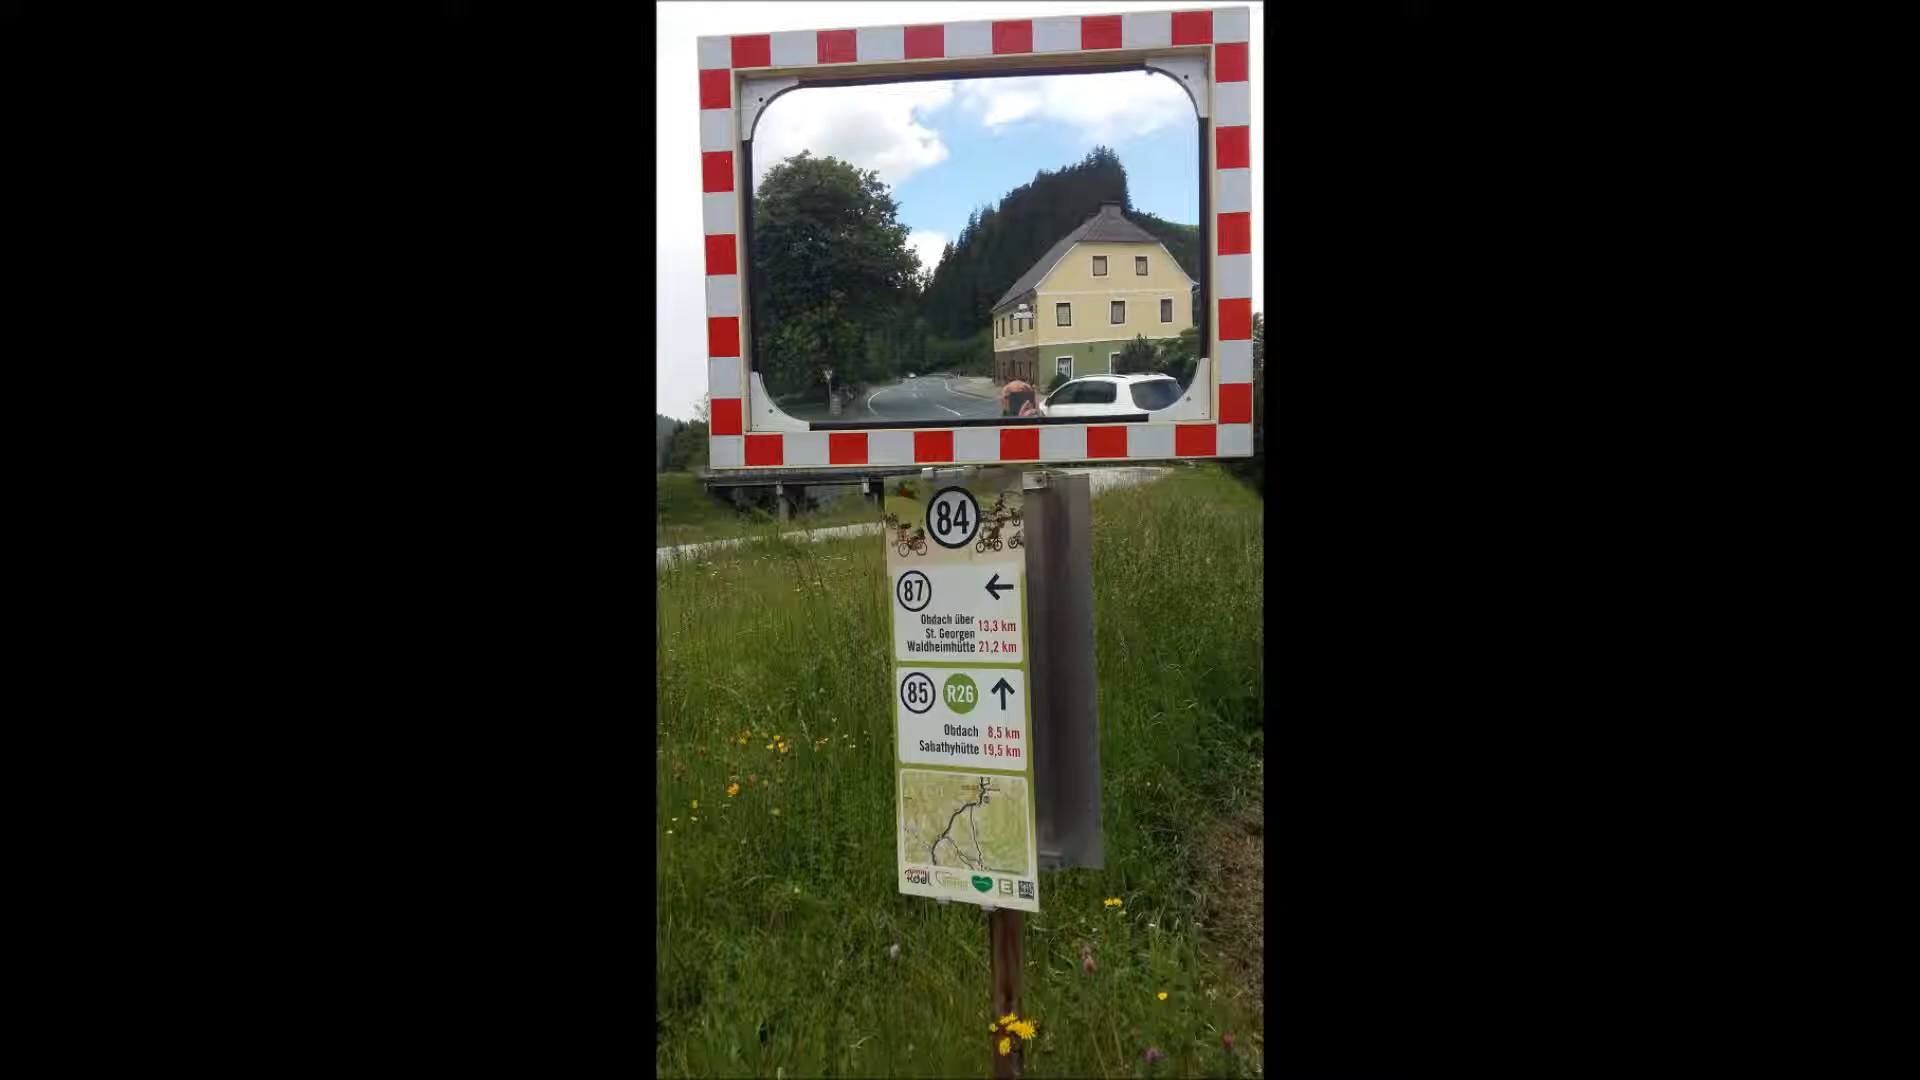 84
87 ←
Obdach über 13,3 km
St. Georgen
Waldheimhütte 21,2 km
85 R26 ↑
Obdach 8,5 km
Sabathyhütte 19,5 km
E